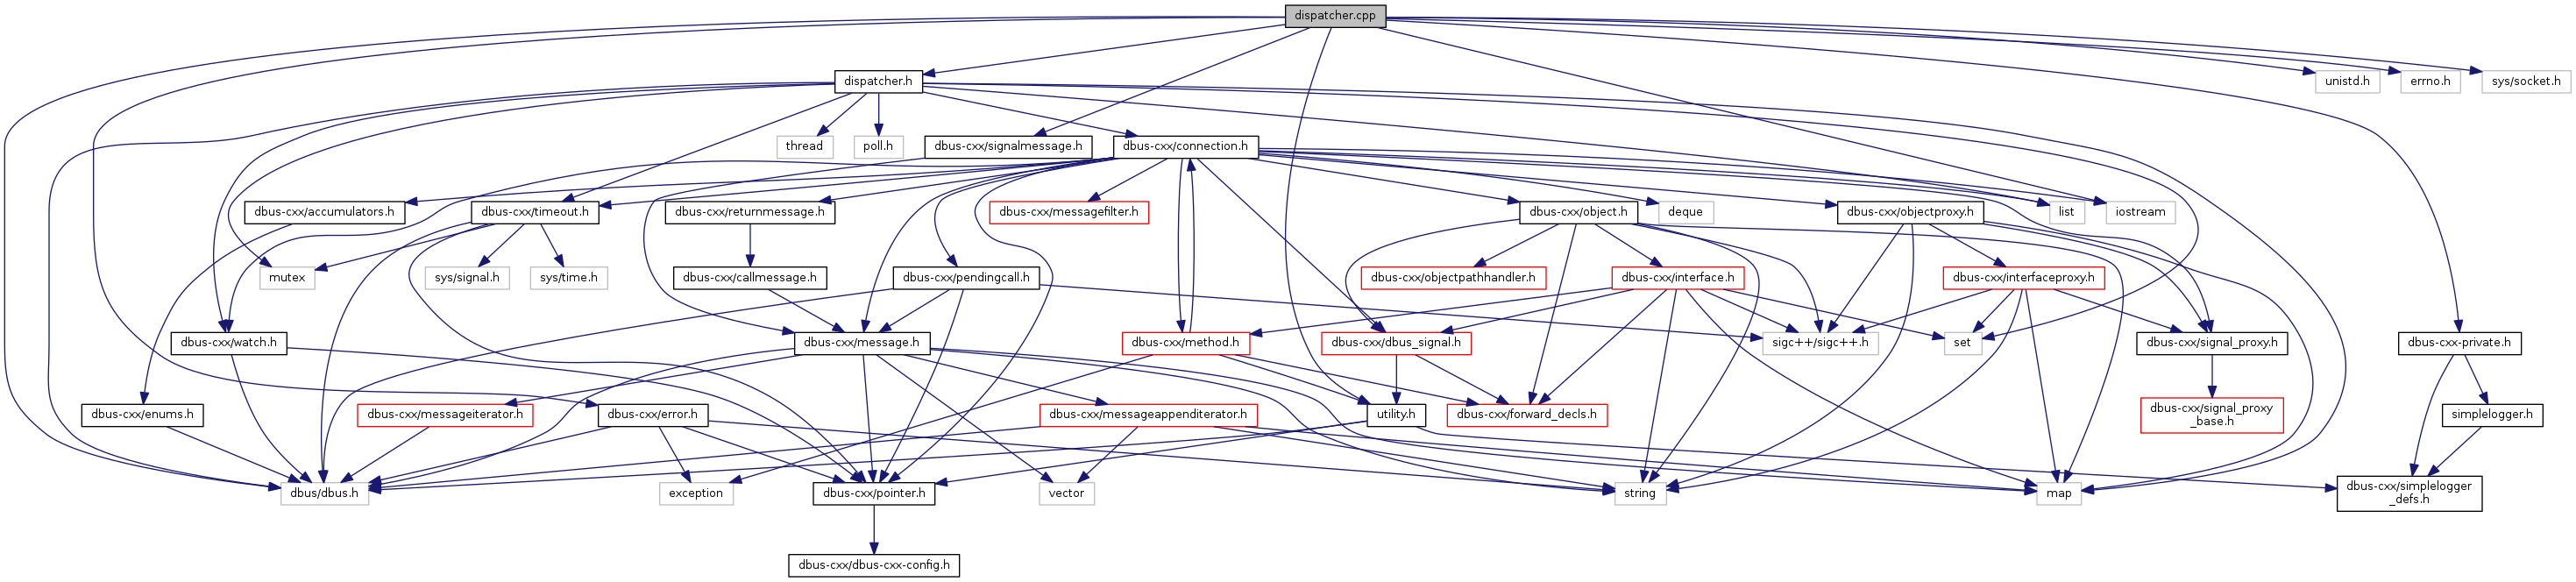 dispatcher.cpp
dispatcher.h
unistd.h
errno.h
sys/socket.h
thread
poll.h
dbus-cxx/signalmessage.h
dbus-cxx/connection.h
dbus-cxx/accumulators.h
dbus-cxx/timeout.h
dbus-cxx/returnmessage.h
dbus-cxx/messagefilter.h
deque
dbus-cxx/object.h
dbus-cxx/objectproxy.h
list
iostream
mutex
sys/signal.h
sys/time.h
dbus-cxx/callmessage.h
dbus-cxx/pendingcall.h
dbus-cxx/objectpathhandler.h
dbus-cxx/interface.h
dbus-cxx/interfaceproxy.h
dbus-cxx/watch.h
dbus-cxx/message.h
dbus-cxx/method.h
dbus-cxx/dbus_signal.h
sigc++/sigc++.h
set
dbus-cxx/signal_proxy.h
dbus-cxx-private.h
dbus-cxx/enums.h
dbus-cxx/messageiterator.h
dbus-cxx/error.h
dbus-cxx/messageappenditerator.h
utility.h
dbus-cxx/forward_decls.h
dbus-cxx/signal_proxy
_base.h
simplelogger.h
dbus/dbus.h
exception
dbus-cxx/pointer.h
vector
string
map
dbus-cxx/simplelogger
_defs.h
dbus-cxx/dbus-cxx-config.h